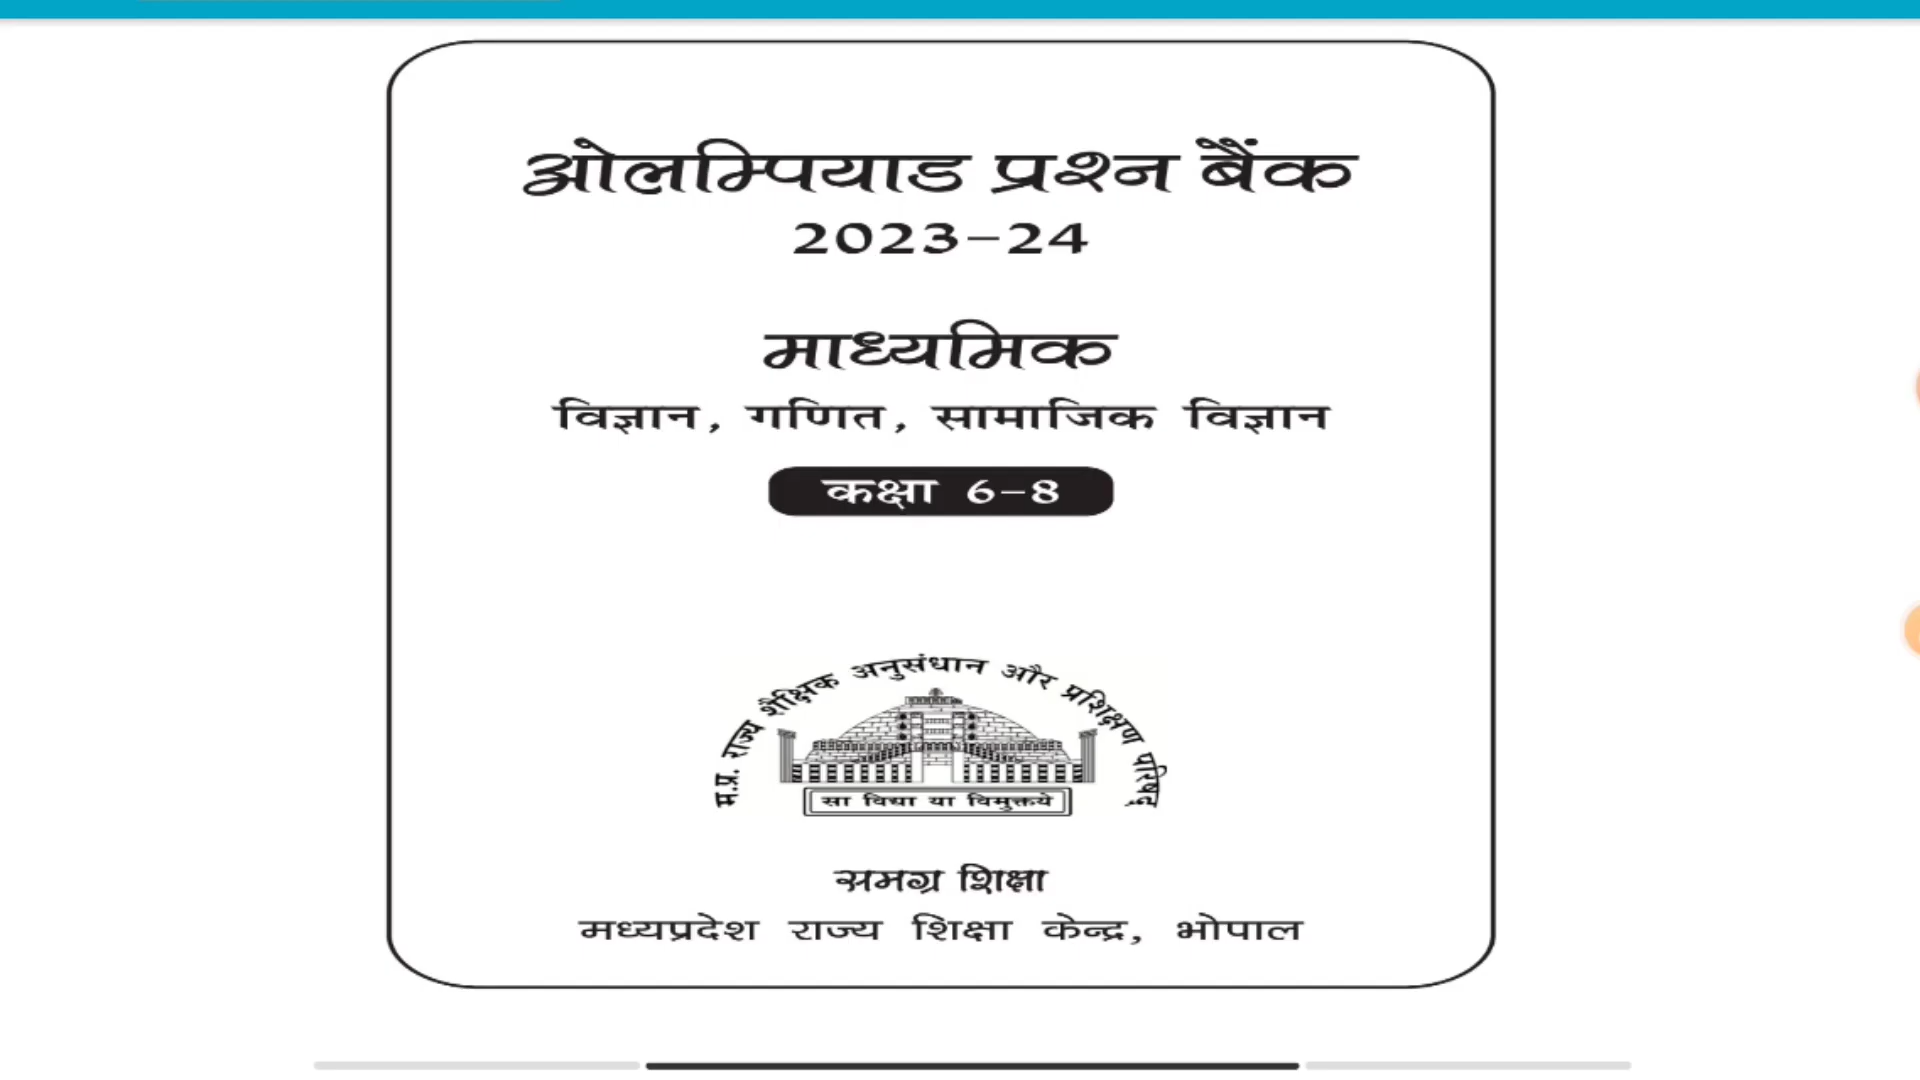 ओलम्पियाड प्रश्न बैंक
2023-24
माध्यमिक
विज्ञान, गणित, सामाजिक विज्ञान
कक्षा 6-8
म.प्र. राज्य शैक्षिक अनुसंधान और प्रशिक्षण परिषद्
सा विद्या या विमुक्तये
समग्र शिक्षा
मध्यप्रदेश राज्य शिक्षा केन्द्र, भोपाल